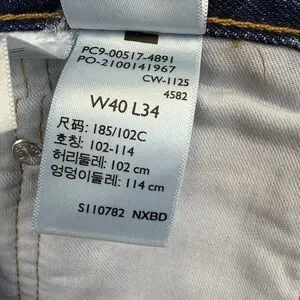 PC9-00517-4891
PO-2100141967
CW-1125
4582
W40 L34
尺码: 185/102C
호칭: 102-114
허리둘레: 102 cm
엉덩이둘레: 114 cm
S110782 NXBD